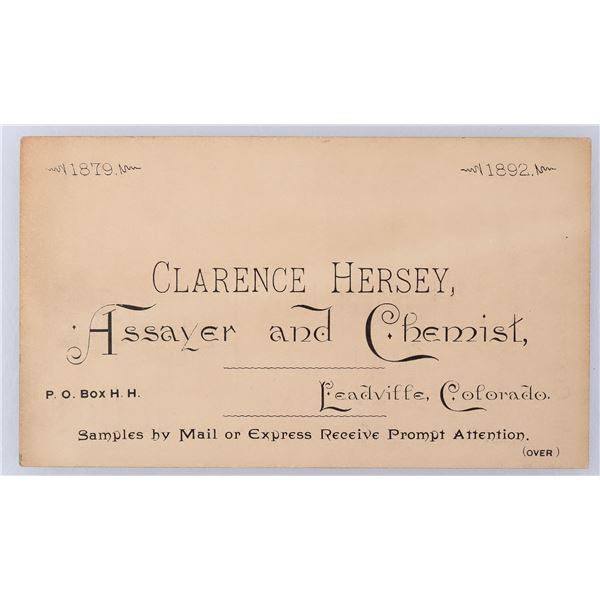 1879. 1892.
CLARENCE HERSEY,
Assayer and Chemist,
P. O. BOX H. H. Leadville, Colorado.
Samples by Mail or Express Receive Prompt Attention.
(OVER)